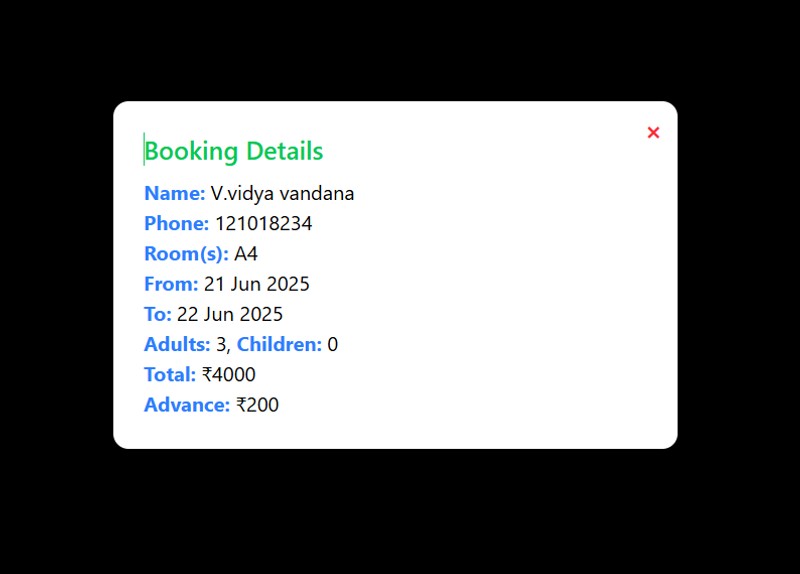 Booking Details
Name: V.vidya vandana
Phone: 121018234
Room(s): A4
From: 21 Jun 2025
To: 22 Jun 2025
Adults: 3, Children: 0
Total: ₹4000
Advance: ₹200